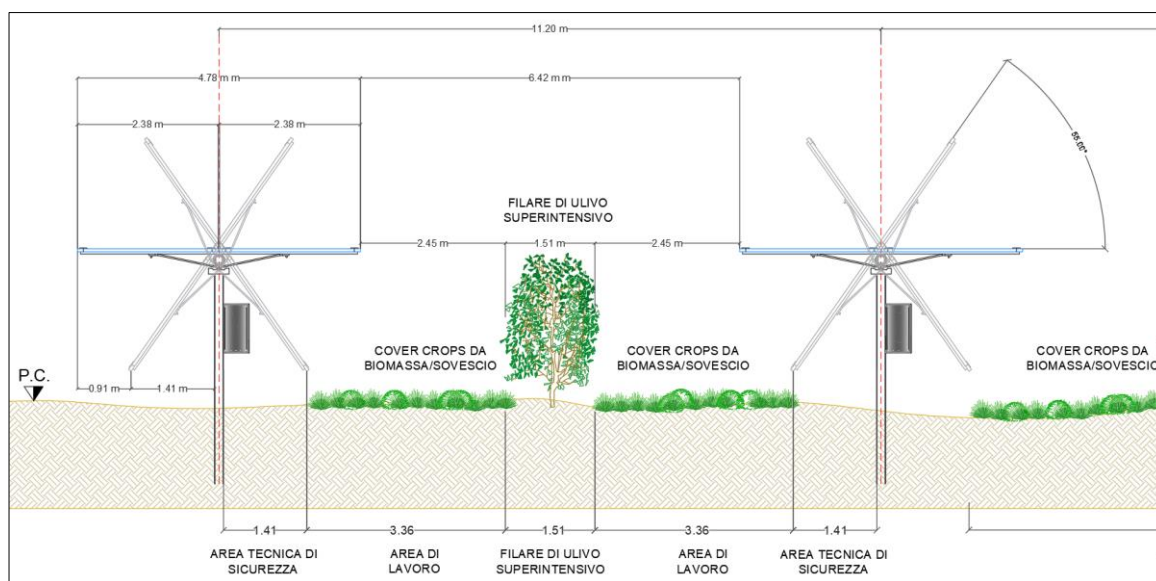 11.20 m
4.78 m m
6.42 m m
2.38 m
2.38 m
55.00°
FILARE DI ULIVO
SUPERINTENSIVO
2.45 m
1.51 m
2.45 m
COVER CROPS DA
BIOMASSA/SOVESCIO
COVER CROPS DA
BIOMASSA/SOVESCIO
COVER CROPS DA
BIOMASSA/SOVESCIO
P.C.
0.91 m
1.41 m
1.41
3.36
1.51
3.36
1.41
AREA TECNICA DI
SICUREZZA
AREA DI
LAVORO
FILARE DI ULIVO
SUPERINTENSIVO
AREA DI
LAVORO
AREA TECNICA DI
SICUREZZA